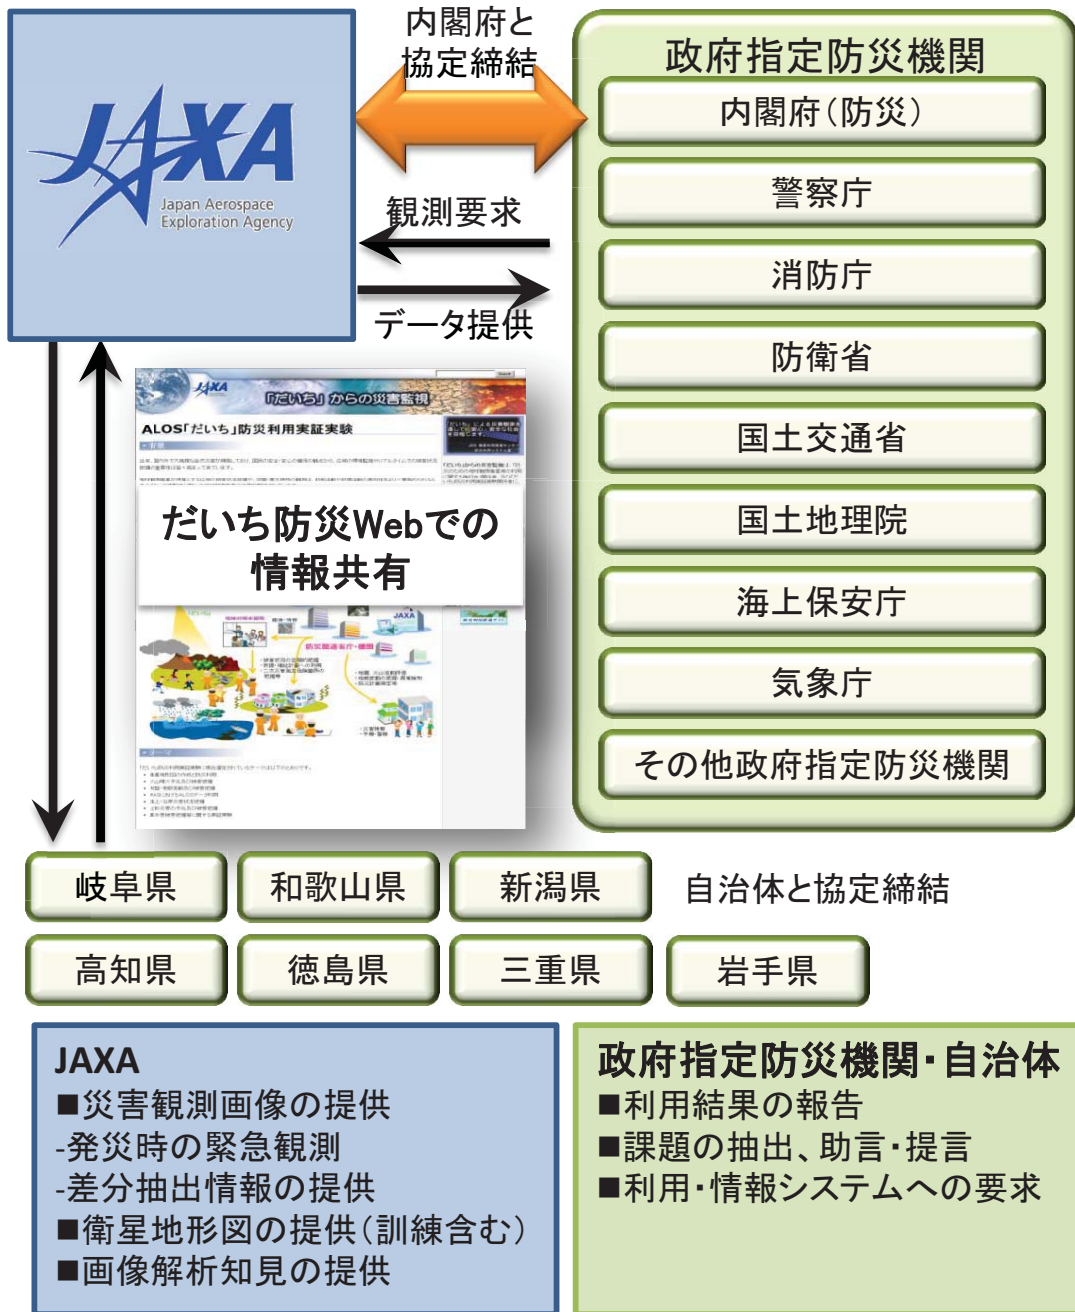 内閣府と
協定締結
JAXA
Japan Aerospace
Exploration Agency
観測要求
データ提供
政府指定防災機関
内閣府(防災)
警察庁
消防庁
防衛省
国土交通省
国土地理院
海上保安庁
気象庁
その他政府指定防災機関
JAXA
「だいち」からの災害監視
ALOS「だいち」防災利用実証実験
だいち防災Webでの
情報共有
JAXA
防災関連省庁・機関
岐阜県
和歌山県
新潟県
自治体と協定締結
高知県
徳島県
三重県
岩手県
JAXA
■災害観測画像の提供
-発災時の緊急観測
-差分抽出情報の提供
■衛星地形図の提供(訓練含む)
■画像解析知見の提供
政府指定防災機関・自治体
■利用結果の報告
■課題の抽出、助言・提言
■利用・情報システムへの要求